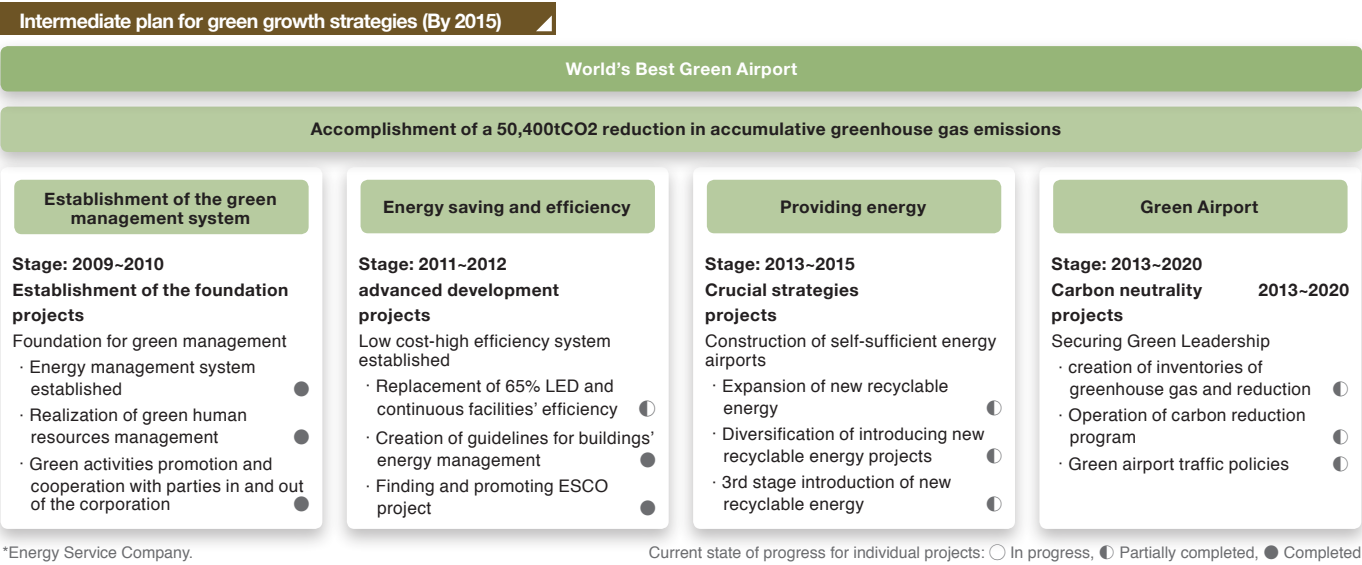 Intermediate plan for green growth strategies (By 2015)
World's Best Green Airport
Accomplishment of a 50,400tCO2 reduction in accumulative greenhouse gas emissions
Establishment of the green
management system
Stage: 2009~2010
Establishment of the foundation
projects
Foundation for green management
· Energy management system
established ●
· Realization of green human
resources management ●
· Green activities promotion and
cooperation with parties in and out
of the corporation ●
Energy saving and efficiency
Stage: 2011~2012
advanced development
projects
Low cost-high efficiency system
established
· Replacement of 65% LED and
continuous facilities' efficiency ◐
· Creation of guidelines for buildings'
energy management ●
· Finding and promoting ESCO
project ●
Providing energy
Stage: 2013~2015
Crucial strategies
projects
Construction of self-sufficient energy
airports
· Expansion of new recyclable
energy ◐
· Diversification of introducing new
recyclable energy projects ◐
· 3rd stage introduction of new
recyclable energy ◐
Green Airport
Stage: 2013~2020
Carbon neutrality 2013~2020
projects
Securing Green Leadership
· creation of inventories of
greenhouse gas and reduction ◐
· Operation of carbon reduction
program ◐
· Green airport traffic policies ◐
*Energy Service Company.
Current state of progress for individual projects: ○ In progress, ◐ Partially completed, ● Completed